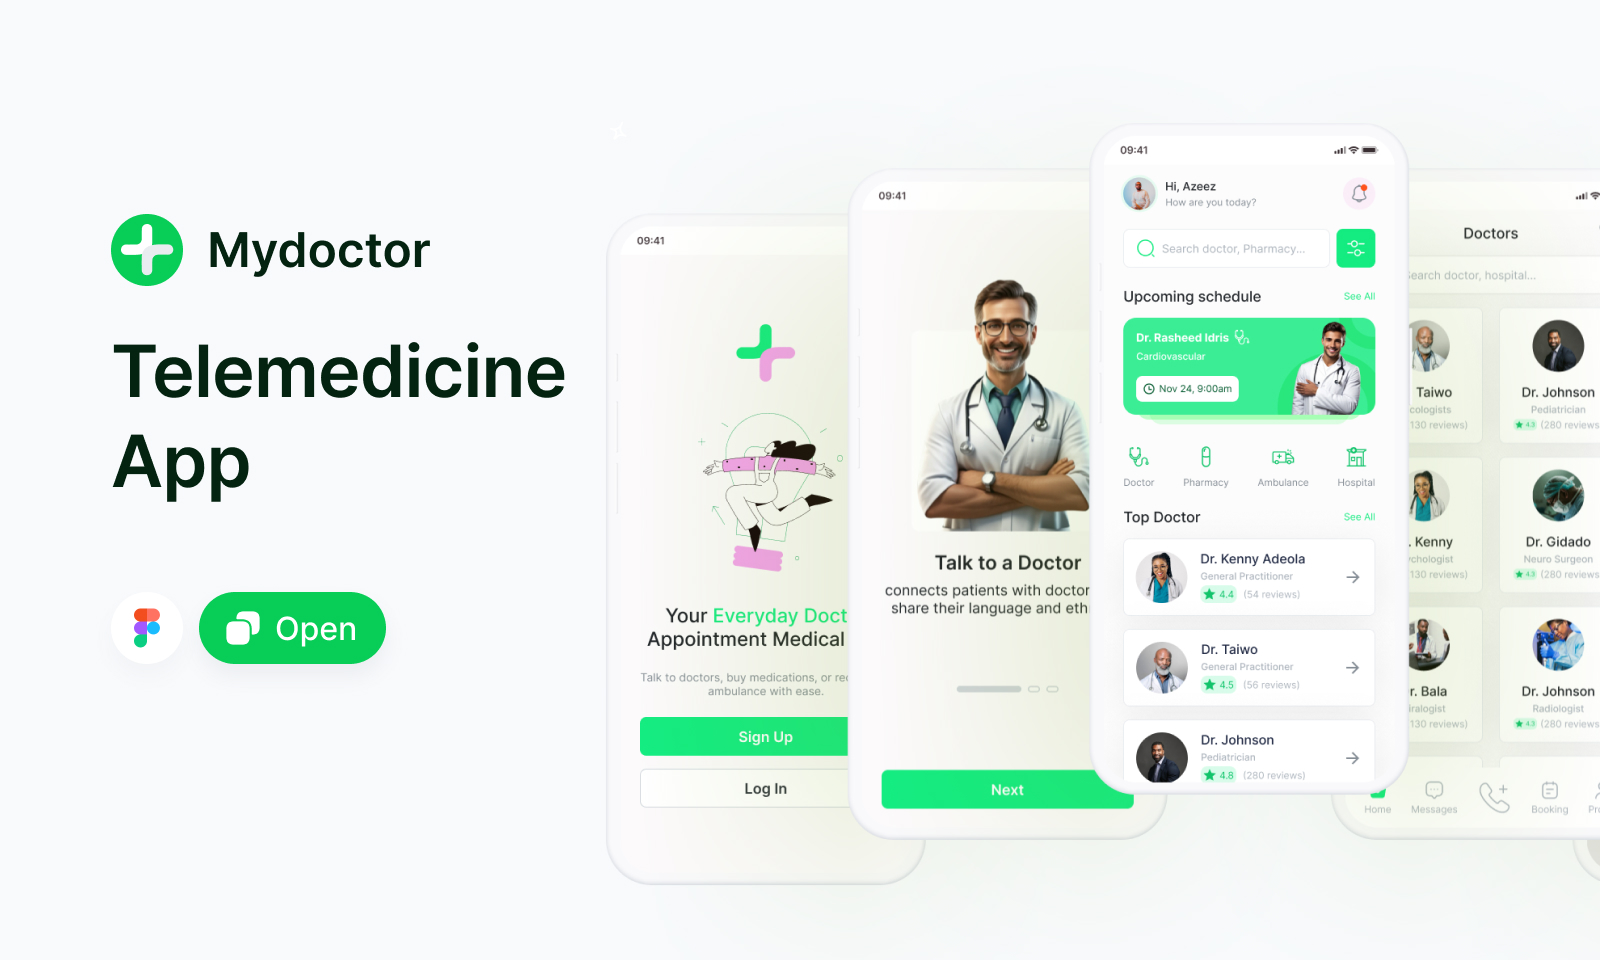 Mydoctor
Telemedicine
App
Open
09:41
Your Everyday Doct
Appointment Medical
Talk to doctors, buy medications, or re
ambulance with ease.
Sign Up
Log In
09:41
Talk to a Doctor
connects patients with doctor
share their language and eth
Next
09:41
Hi, Azeez
How are you today?
Search doctor, Pharmacy...
Upcoming schedule
See All
Dr. Rasheed Idris
Cardiovascular
Nov 24, 9:00am
Doctor
Pharmacy
Ambulance
Hospital
Top Doctor
See All
Dr. Kenny Adeola
General Practitioner
4.4 (54 reviews)
Dr. Taiwo
General Practitioner
4.5 (56 reviews)
Dr. Johnson
Pediatrician
4.8 (280 reviews)
Doctors
Search doctor, hospital...
Taiwo
cologists
130 reviews)
Dr. Johnson
Pediatrician
4.3 (280 reviews)
. Kenny
ychologist
130 reviews)
Dr. Gidado
Neuro Surgeon
4.3 (280 reviews)
r. Bala
iralogist
130 reviews)
Dr. Johnson
Radiologist
4.3 (280 reviews)
Home
Messages
Booking
Pro